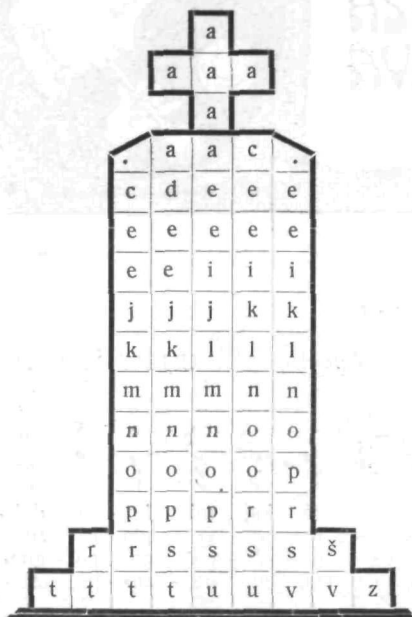 a
a a a
a
. a a c .
c d e e e
e e e e e
e e i i i
j j j k k
k k l l l
m m m n n
n n n o o
o o o o p
p p p r r
r r s s s s š
t t t t u u v v z